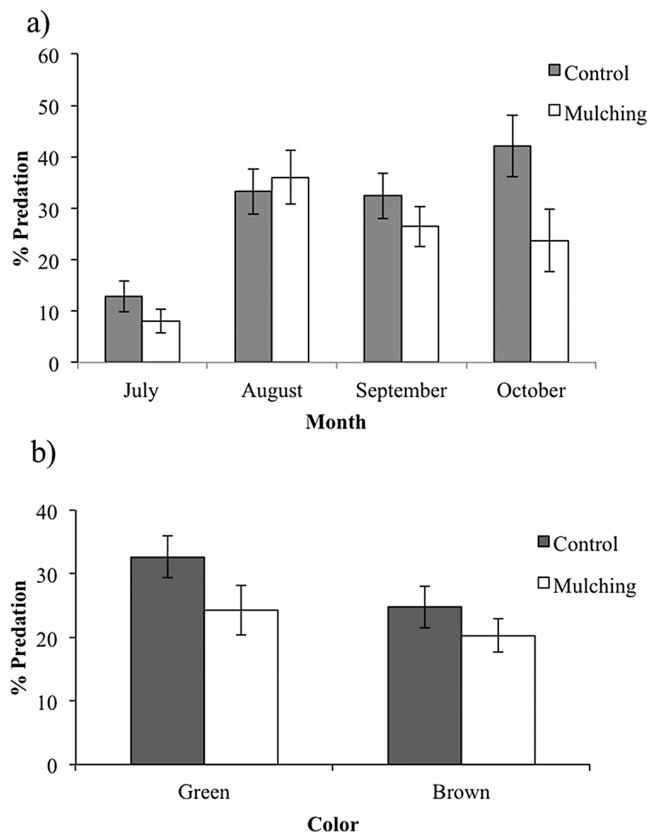 a)
60
50
40
30
20
10
0
% Predation
Control
Mulching
July August September October
Month
b)
40
30
20
10
0
% Predation
Control
Mulching
Green Brown
Color